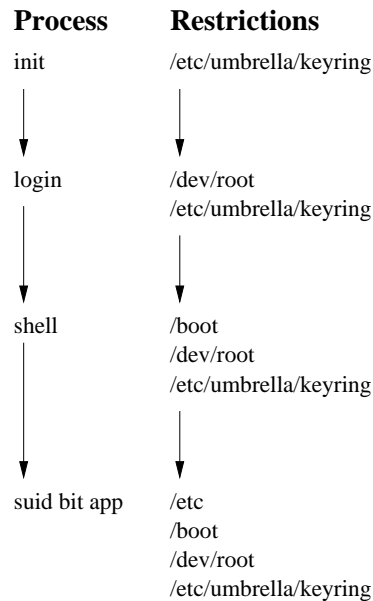 Process Restrictions
init /etc/umbrella/keyring
login /dev/root
/etc/umbrella/keyring
shell /boot
/dev/root
/etc/umbrella/keyring
suid bit app /etc
/boot
/dev/root
/etc/umbrella/keyring